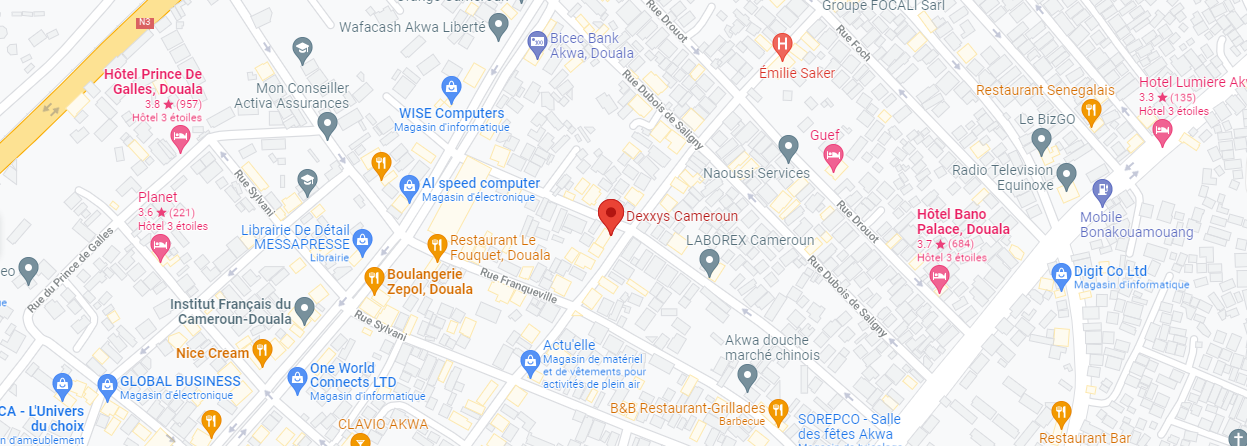 Wafacash Akwa Liberté
Groupe FOCALI Sarl
N3
Rue Drouot
Rue Foch
Bicec Bank
Akwa, Douala
Émilie Saker
Hôtel Prince De
Galles, Douala
3.8 ★ (957)
Hôtel 3 étoiles
Mon Conseiller
Activa Assurances
WISE Computers
Magasin d'informatique
Rue Dubois de Saligny
Restaurant Senegalais
Hotel Lumiere
3.3 ★ (135)
Hôtel 3 étoiles
Le BizGO
Guef
Naoussi Services
Radio Television
Equinoxe
Planet
3.6 ★ (221)
Hôtel 3 étoiles
Rue Sylvani
Al speed computer
Magasin d'électronique
Dexxys Cameroun
Mobile
Bonakouamouang
Hôtel Bano
Palace, Douala
3.7 ★ (684)
Hôtel 3 étoiles
Rue Drouot
Librairie De Détail
MESSAPRESSE
Librairie
Restaurant Le
Fouquet, Douala
LABOREX Cameroun
Rue du Prince de Galles
Boulangerie
Zepol, Douala
Rue Franqueville
Rue Dubois de Saligny
Digit Co Ltd
Magasin d'informatique
Institut Français du
Cameroun-Douala
Rue Sylvani
Nice Cream
Actu'elle
Magasin de matériel
et de vêtements pour
activités de plein air
Akwa douche
marché chinois
One World
Connects LTD
Magasin d'informatique
GLOBAL BUSINESS
Magasin d'électronique
CA - L'Univers
du choix
n d'ameublement
CLAVIO AKWA
B&B Restaurant-Grillades
Barbecue
SOREPCO - Salle
des fêtes Akwa
Restaurant Bar